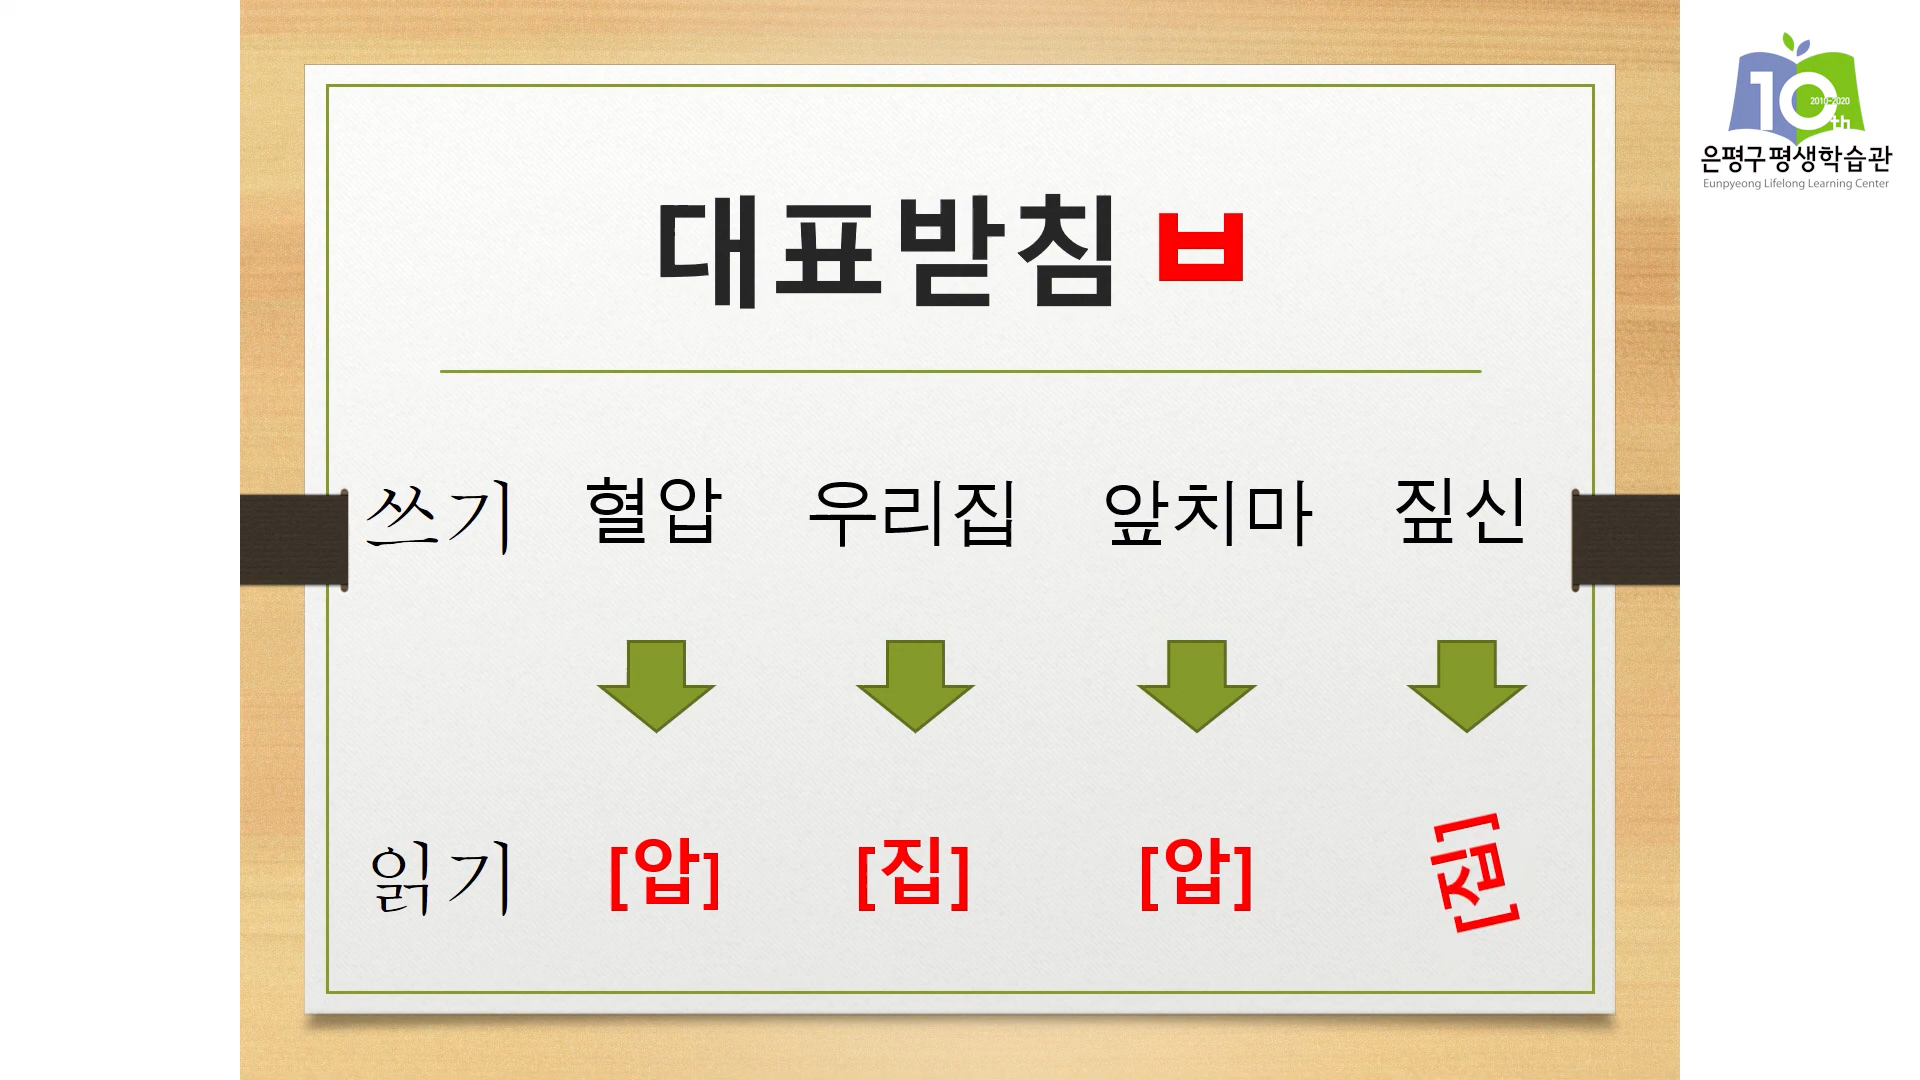 대표받침 ㅂ
쓰기 혈압 우리집 앞치마 짚신
읽기 [압] [집] [압] [집]
10th
2010-2020
은평구평생학습관
Eunpyeong Lifelong Learning Center